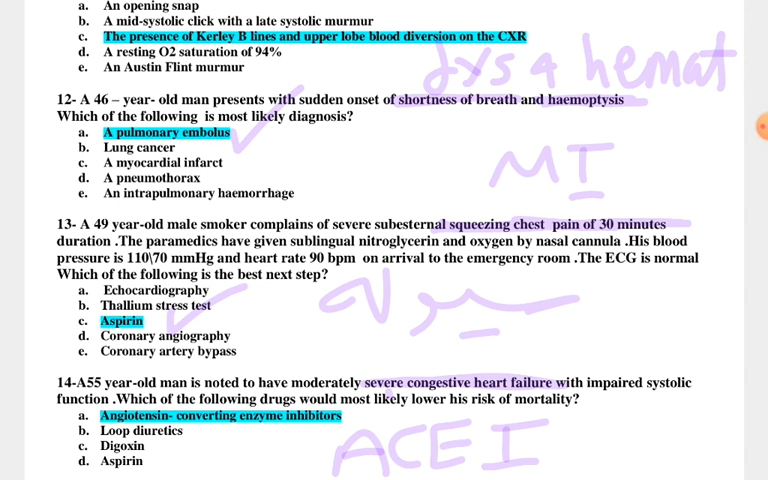 a. An opening snap
b. A mid-systolic click with a late systolic murmur
c. The presence of Kerley B lines and upper lobe blood diversion on the CXR
d. A resting O2 saturation of 94%
e. An Austin Flint murmur
dys 4 hemat
12- A 46 – year- old man presents with sudden onset of shortness of breath and haemoptysis
Which of the following is most likely diagnosis?
a. A pulmonary embolus
b. Lung cancer
c. A myocardial infarct
d. A pneumothorax
e. An intrapulmonary haemorrhage
MI
13- A 49 year-old male smoker complains of severe subesternal squeezing chest pain of 30 minutes
duration .The paramedics have given sublingual nitroglycerin and oxygen by nasal cannula .His blood
pressure is 110\70 mmHg and heart rate 90 bpm on arrival to the emergency room .The ECG is normal
Which of the following is the best next step?
a. Echocardiography
b. Thallium stress test
c. Aspirin
d. Coronary angiography
e. Coronary artery bypass
14-A55 year-old man is noted to have moderately severe congestive heart failure with impaired systolic
function .Which of the following drugs would most likely lower his risk of mortality?
a. Angiotensin- converting enzyme inhibitors
b. Loop diuretics
c. Digoxin
d. Aspirin
ACEI